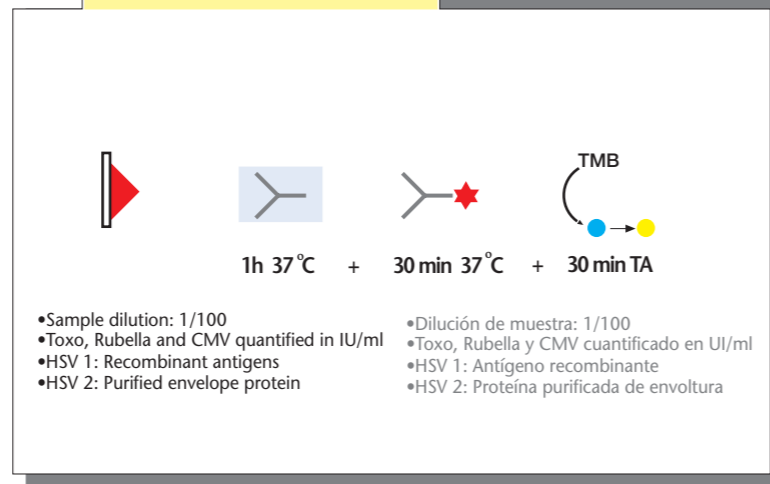 TMB
1h 37 °C + 30 min 37 °C + 30 min TA
•Sample dilution: 1/100
•Toxo, Rubella and CMV quantified in IU/ml
•HSV 1: Recombinant antigens
•HSV 2: Purified envelope protein
•Dilución de muestra: 1/100
•Toxo, Rubella y CMV cuantificado en UI/ml
•HSV 1: Antígeno recombinante
•HSV 2: Proteína purificada de envoltura